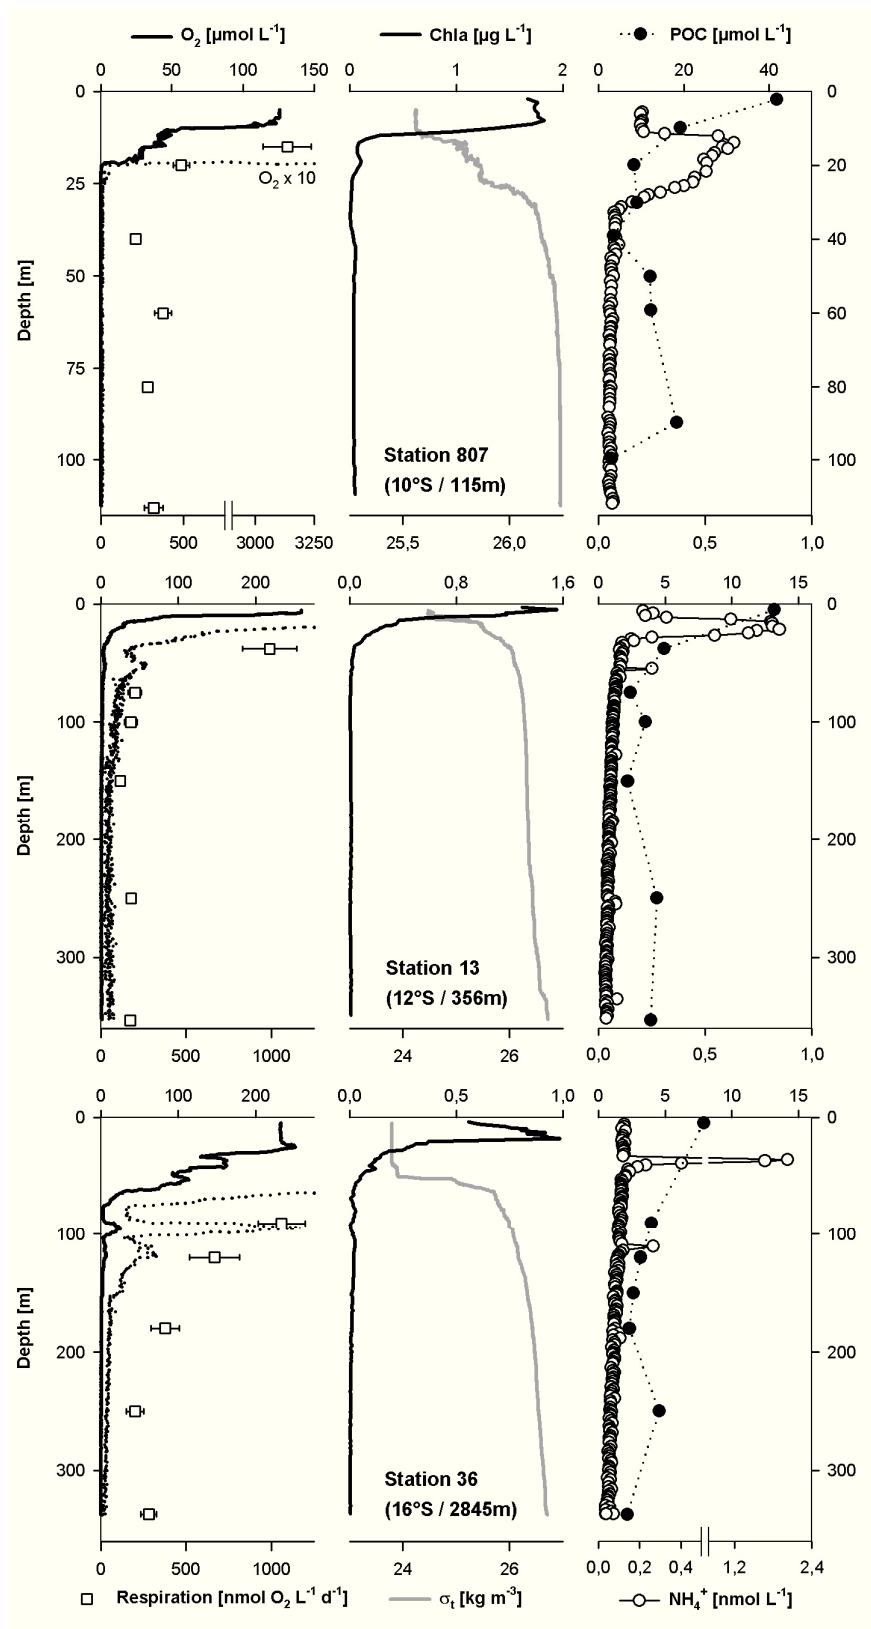 O2 [µmol L-1] Chla [µg L-1] POC [µmol L-1]
0 50 100 150 0 1 2 0 20 40
0 0
20
25
O2 x 10
40
50
60
75
80
100 100
Depth [m]
Station 807
(10°S / 115m)
0 500 3000 3250 25,5 26,0 0,0 0,5 1,0
0 100 200 0,0 0,8 1,6 0 5 10 15
0 0
100 100
200 200
300 300
Depth [m]
Station 13
(12°S / 356m)
0 500 1000 24 26 0,0 0,5 1,0
0 100 200 0,0 0,5 1,0 0 5 10 15
0 0
100 100
200 200
300 300
Depth [m]
Station 36
(16°S / 2845m)
0 500 1000 24 26 0,0 0,2 0,4 1,2 2,4
Respiration [nmol O2 L-1 d-1] σt [kg m-3] NH4+ [nmol L-1]